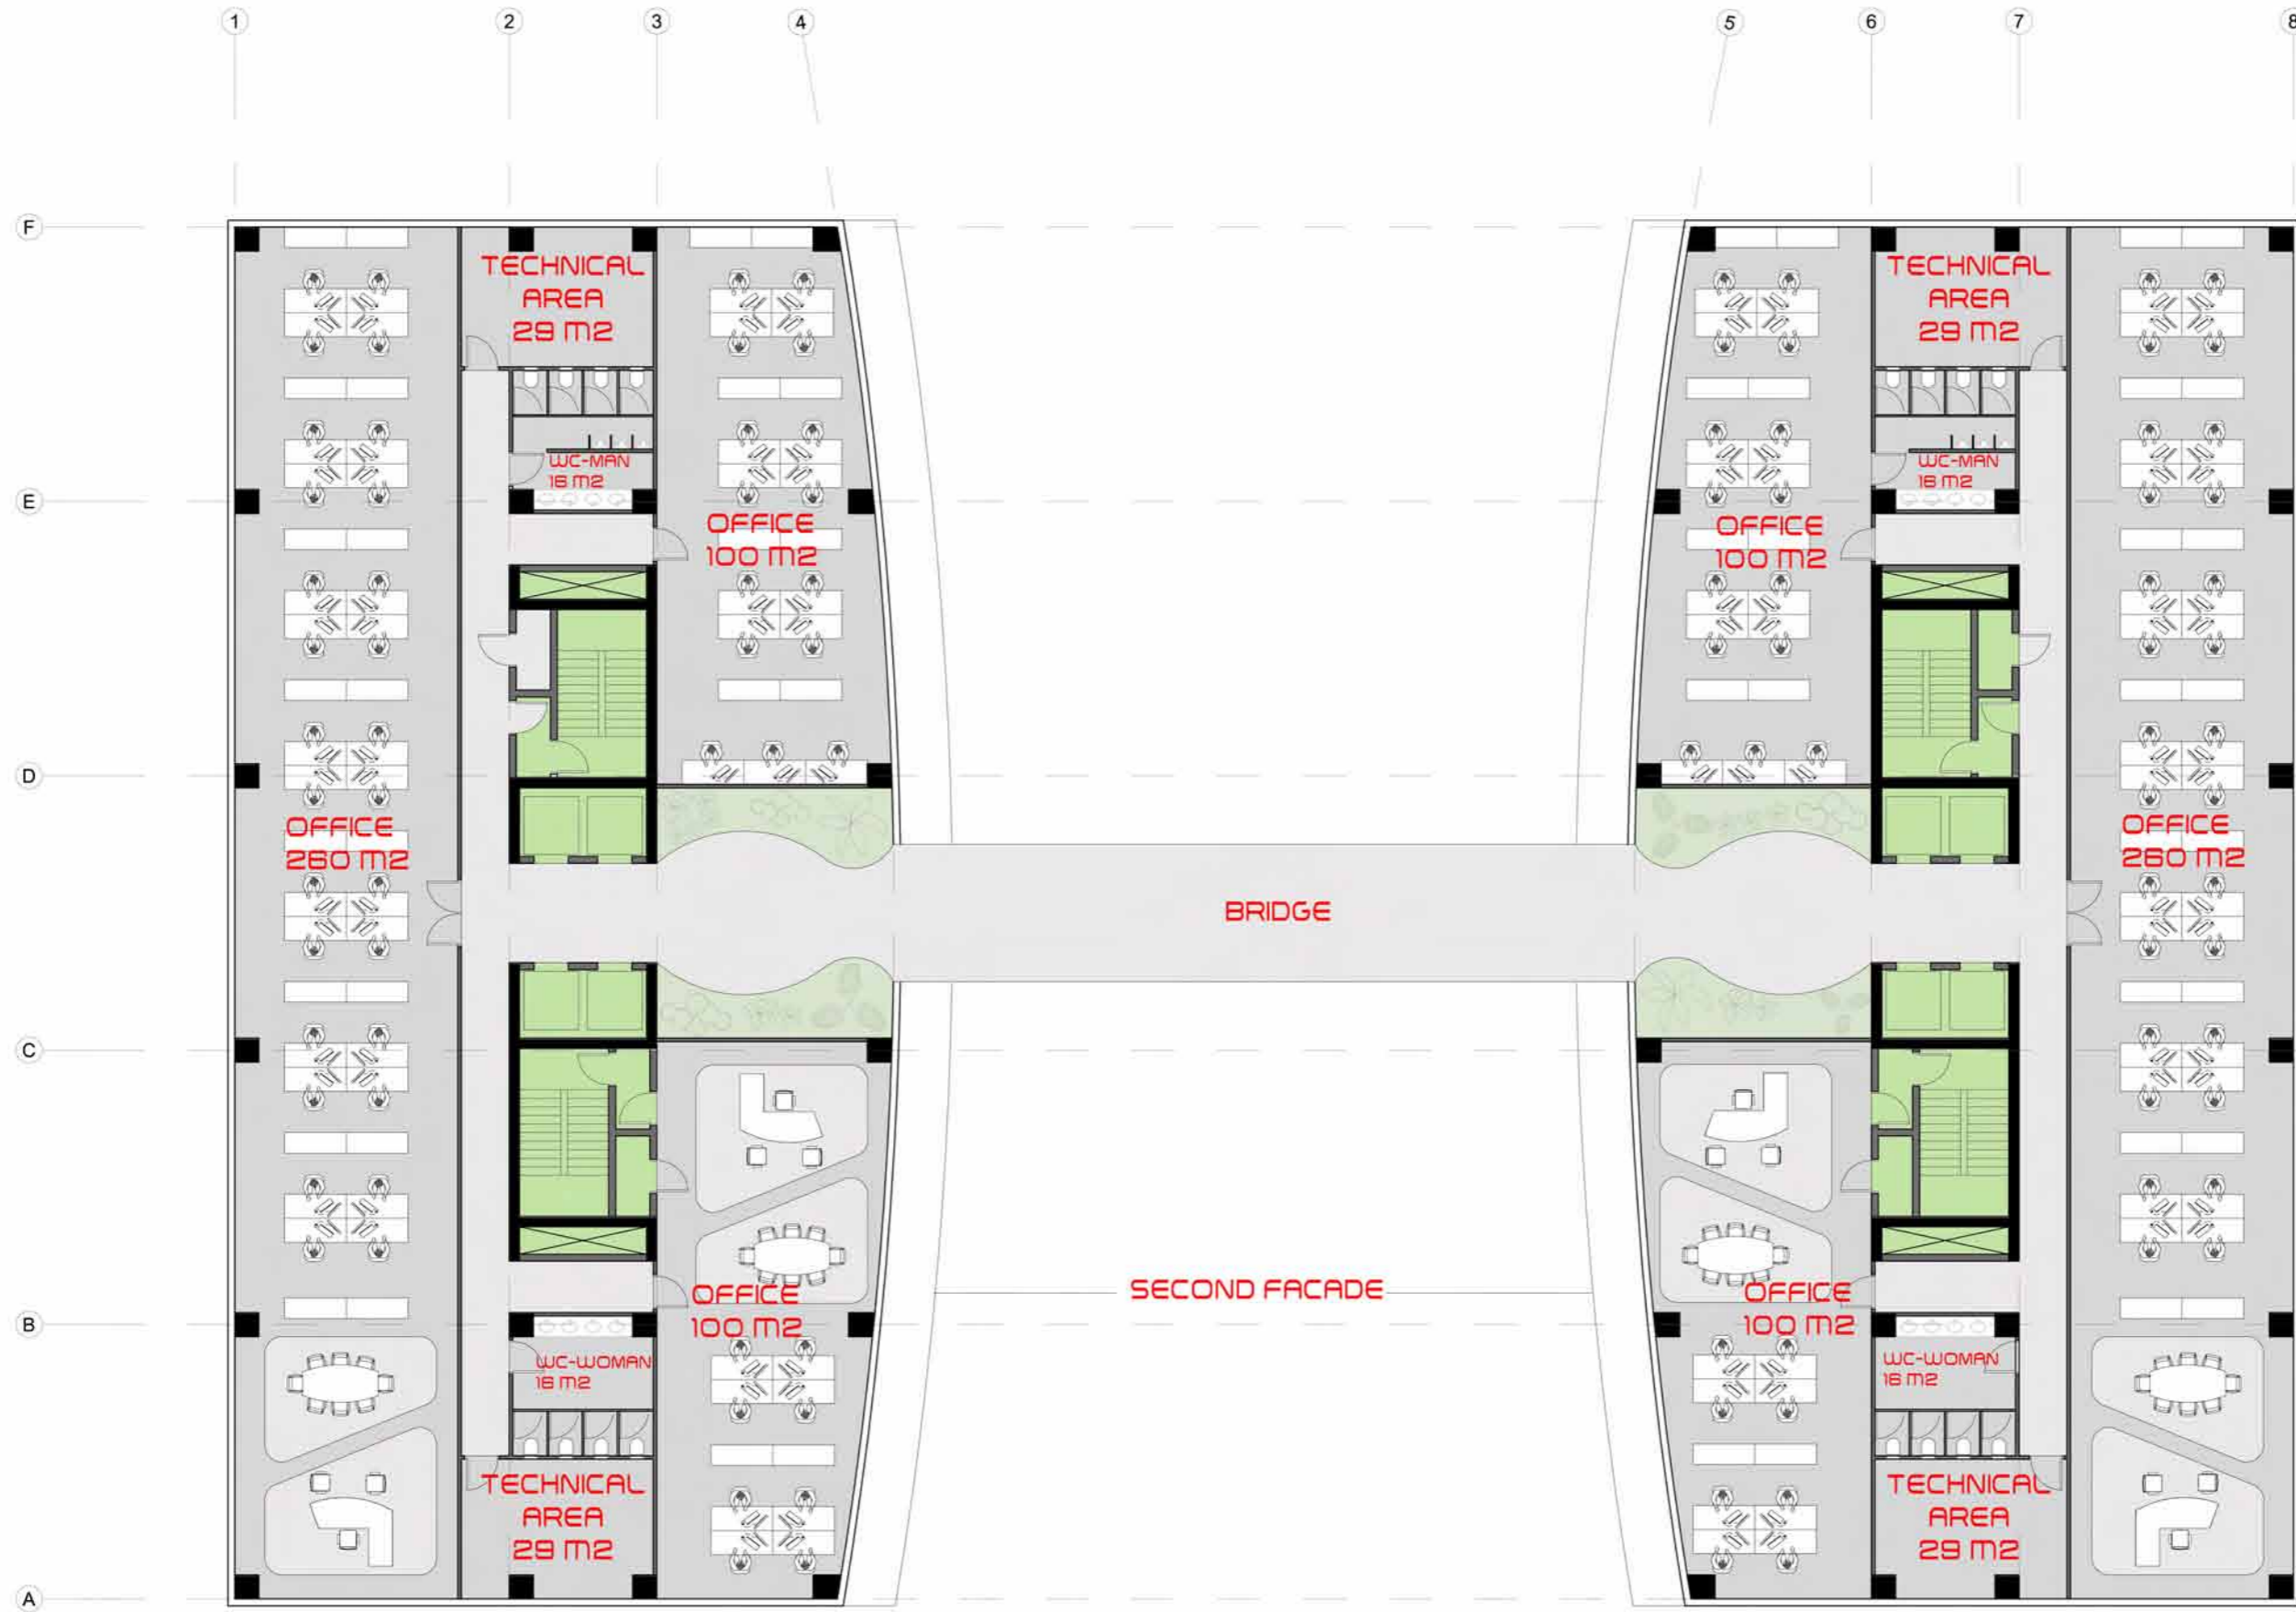 1 2 3 4 5 6 7 8
F
TECHNICAL
AREA
29 m2
TECHNICAL
AREA
29 m2
WC-MAN
16 m2
WC-MAN
16 m2
E
OFFICE
100 m2
OFFICE
100 m2
D
OFFICE
260 m2
OFFICE
260 m2
BRIDGE
C
SECOND FACADE
OFFICE
100 m2
OFFICE
100 m2
B
WC-WOMAN
16 m2
WC-WOMAN
16 m2
TECHNICAL
AREA
29 m2
TECHNICAL
AREA
29 m2
A